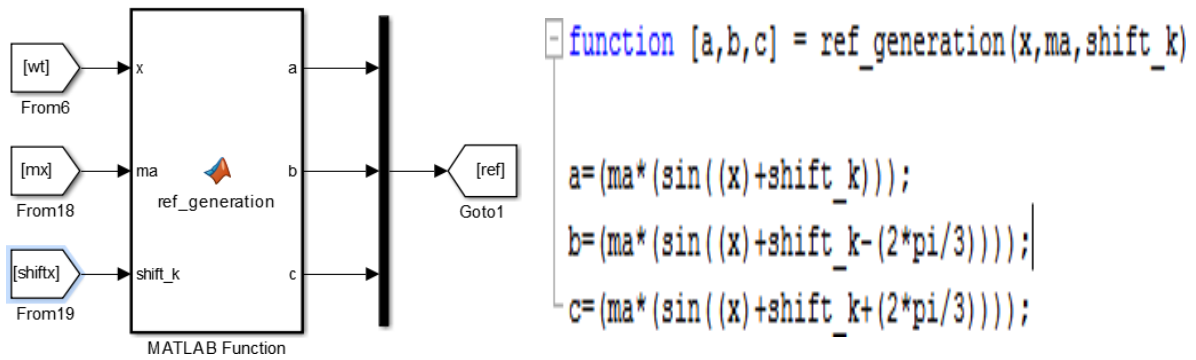 [wt]
From6
[mx]
From18
[shiftx]
From19
x
ma
shift_k
ref_generation
a
b
c
MATLAB Function
[ref]
Goto1
function [a,b,c] = ref_generation(x,ma,shift_k)
a=(ma*(sin((x)+shift_k)));
b=(ma*(sin((x)+shift_k-(2*pi/3))));
c=(ma*(sin((x)+shift_k+(2*pi/3))));